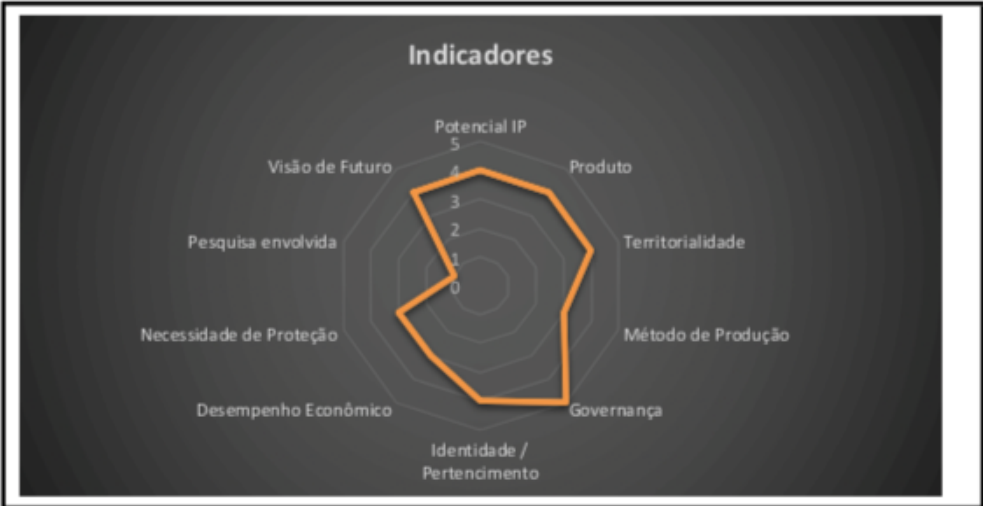 Indicadores
Potencial IP
5
Visão de Futuro
Produto
4
3
Pesquisa envolvida
Territorialidade
2
1
0
Necessidade de Proteção
Método de Produção
Desempenho Econômico
Governança
Identidade /
Pertencimento